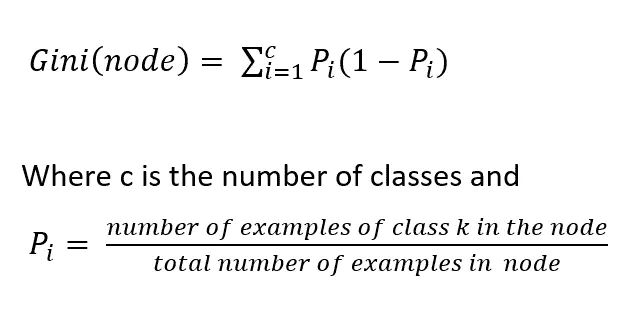 Gini(node) = ∑ᶜᵢ₌₁ Pᵢ(1 − Pᵢ)
Where c is the number of classes and
Pᵢ = number of examples of class k in the node / total number of examples in node